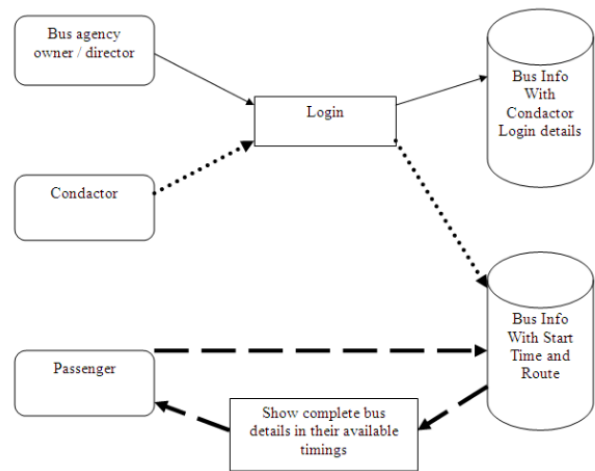 Bus agency
owner / director
Login
Bus Info
With
Condactor
Login details
Condactor
Bus Info
With Start
Time and
Route
Passenger
Show complete bus
details in their available
timings